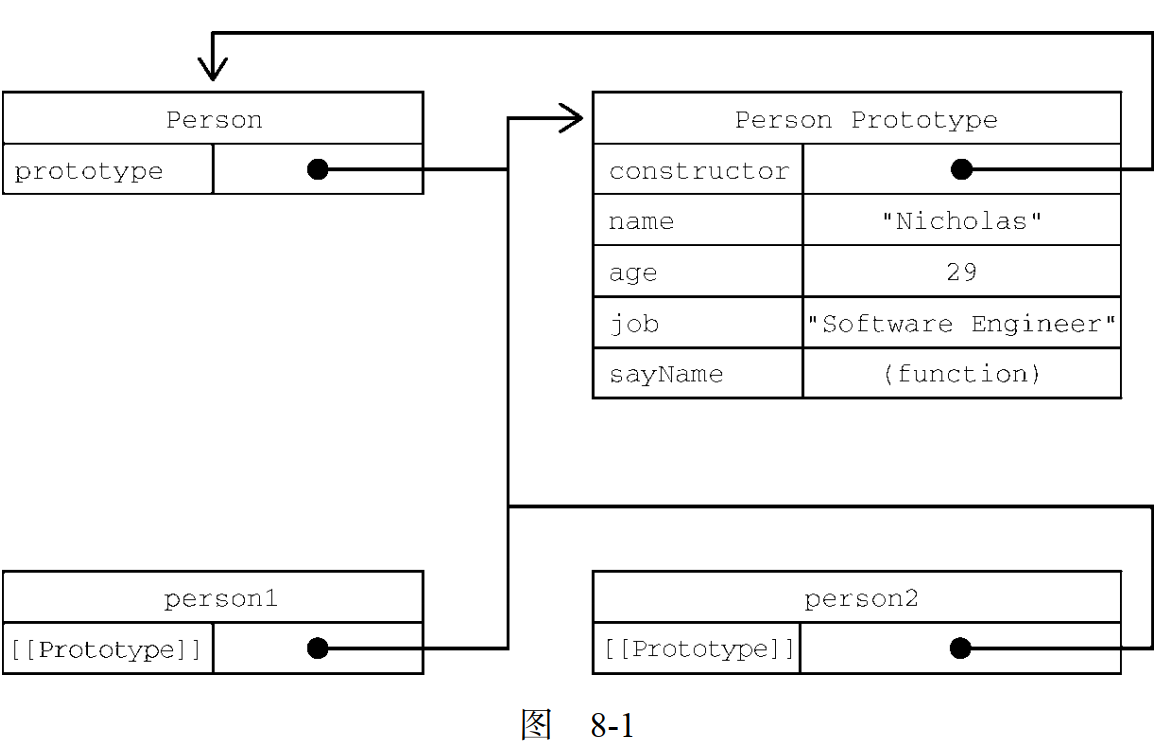 Person
prototype
Person Prototype
constructor
name "Nicholas"
age 29
job "Software Engineer"
sayName (function)
person1
[[Prototype]]
person2
[[Prototype]]
图 8-1